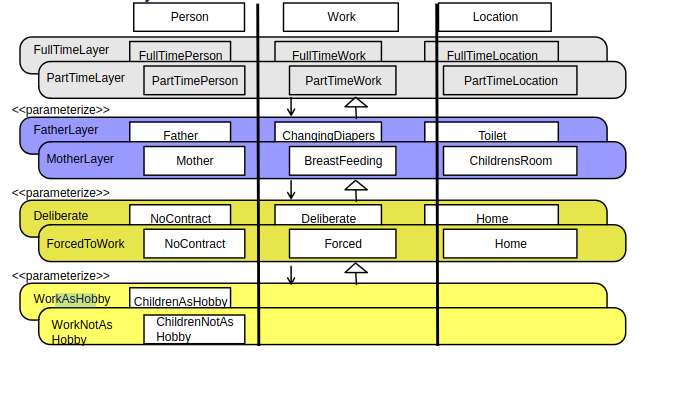 Person Work Location
FullTimeLayer FullTimePerson FullTimeWork FullTimeLocation
PartTimeLayer PartTimePerson PartTimeWork PartTimeLocation
<<parameterize>>
FatherLayer Father ChangingDiapers Toilet
MotherLayer Mother BreastFeeding ChildrensRoom
<<parameterize>>
Deliberate NoContract Deliberate Home
ForcedToWork NoContract Forced Home
<<parameterize>>
WorkAsHobby ChildrenAsHobby
WorkNotAs ChildrenNotAs
Hobby Hobby